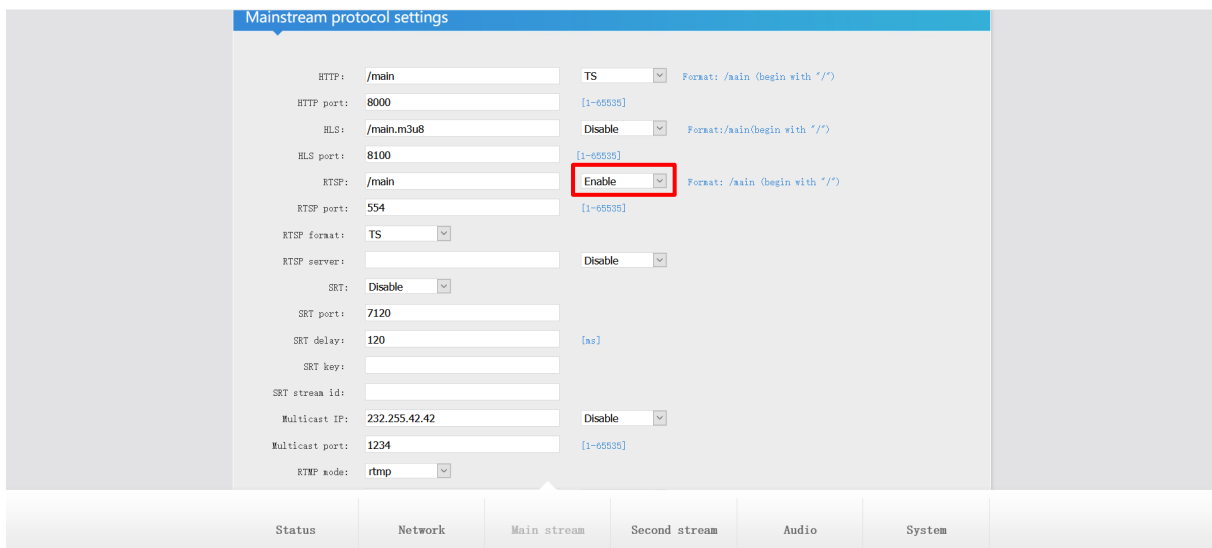 Mainstream protocol settings
HTTP: /main TS Format: /main (begin with "/")
HTTP port: 8000 [1-65535]
HLS: /main.m3u8 Disable Format:/main(begin with "/")
HLS port: 8100 [1-65535]
RTSP: /main Enable Format: /main (begin with "/")
RTSP port: 554 [1-65535]
RTSP format: TS
RTSP server: Disable
SRT: Disable
SRT port: 7120
SRT delay: 120 [ms]
SRT key:
SRT stream id:
Multicast IP: 232.255.42.42 Disable
Multicast port: 1234 [1-65535]
RTMP mode: rtmp
Status Network Main stream Second stream Audio System